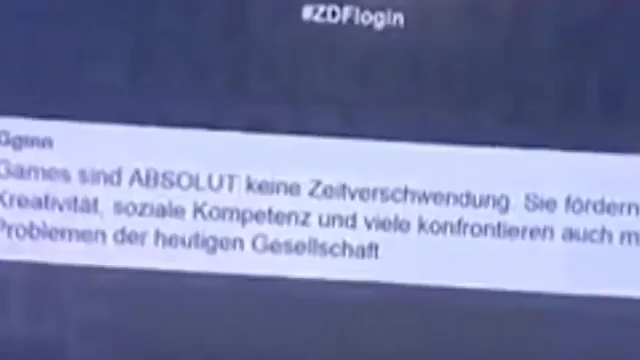 #ZDFlogin
Games sind ABSOLUT keine Zeitverschwendung. Sie fördern
Kreativität, soziale Kompetenz und viele konfrontieren auch m
Problemen der heutigen Gesellschaft